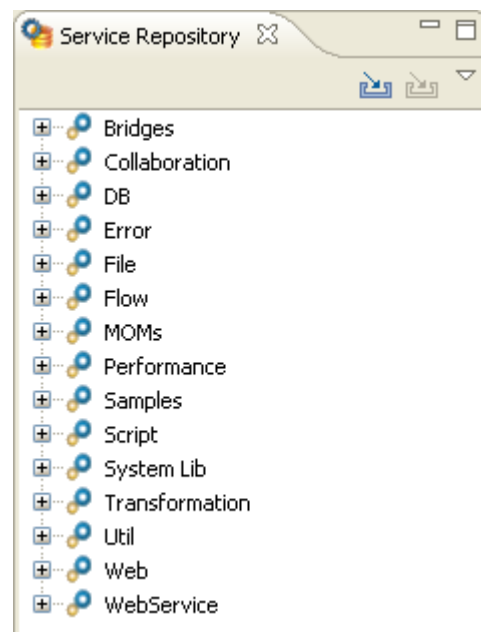 Service Repository
Bridges
Collaboration
DB
Error
File
Flow
MOMs
Performance
Samples
Script
System Lib
Transformation
Util
Web
WebService